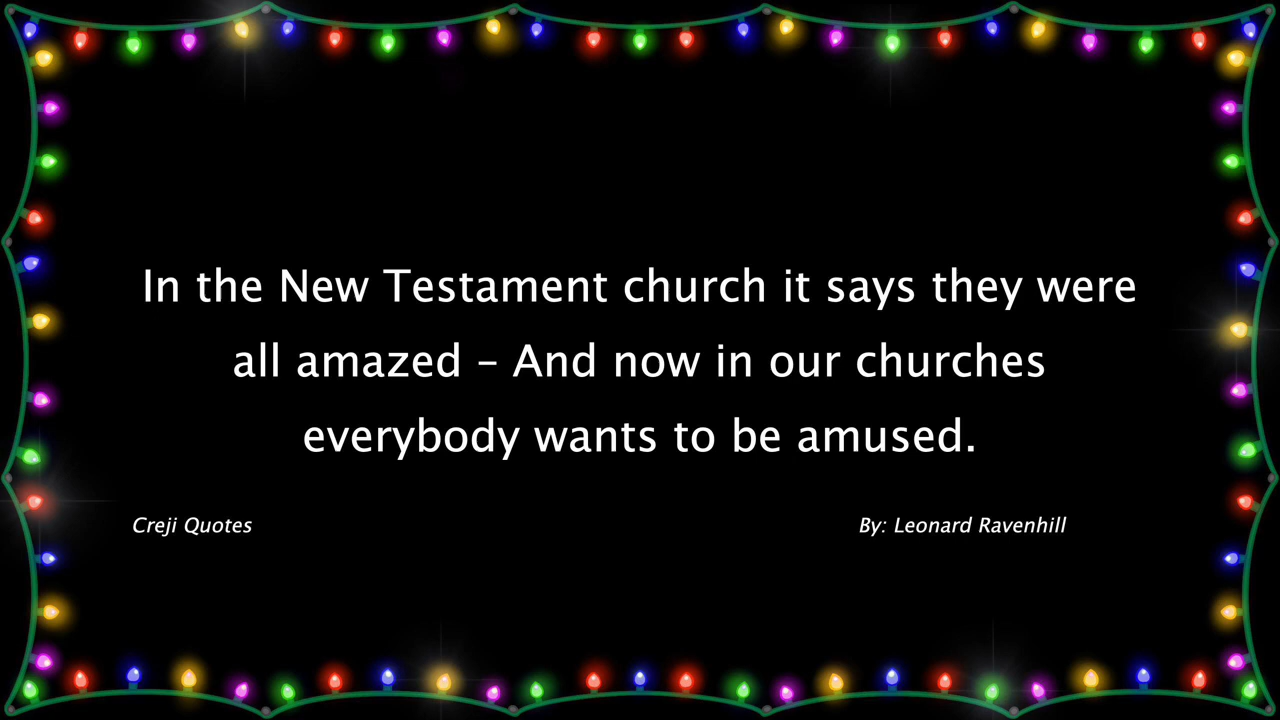 In the New Testament church it says they were
all amazed – And now in our churches
everybody wants to be amused.
Creji Quotes
By: Leonard Ravenhill